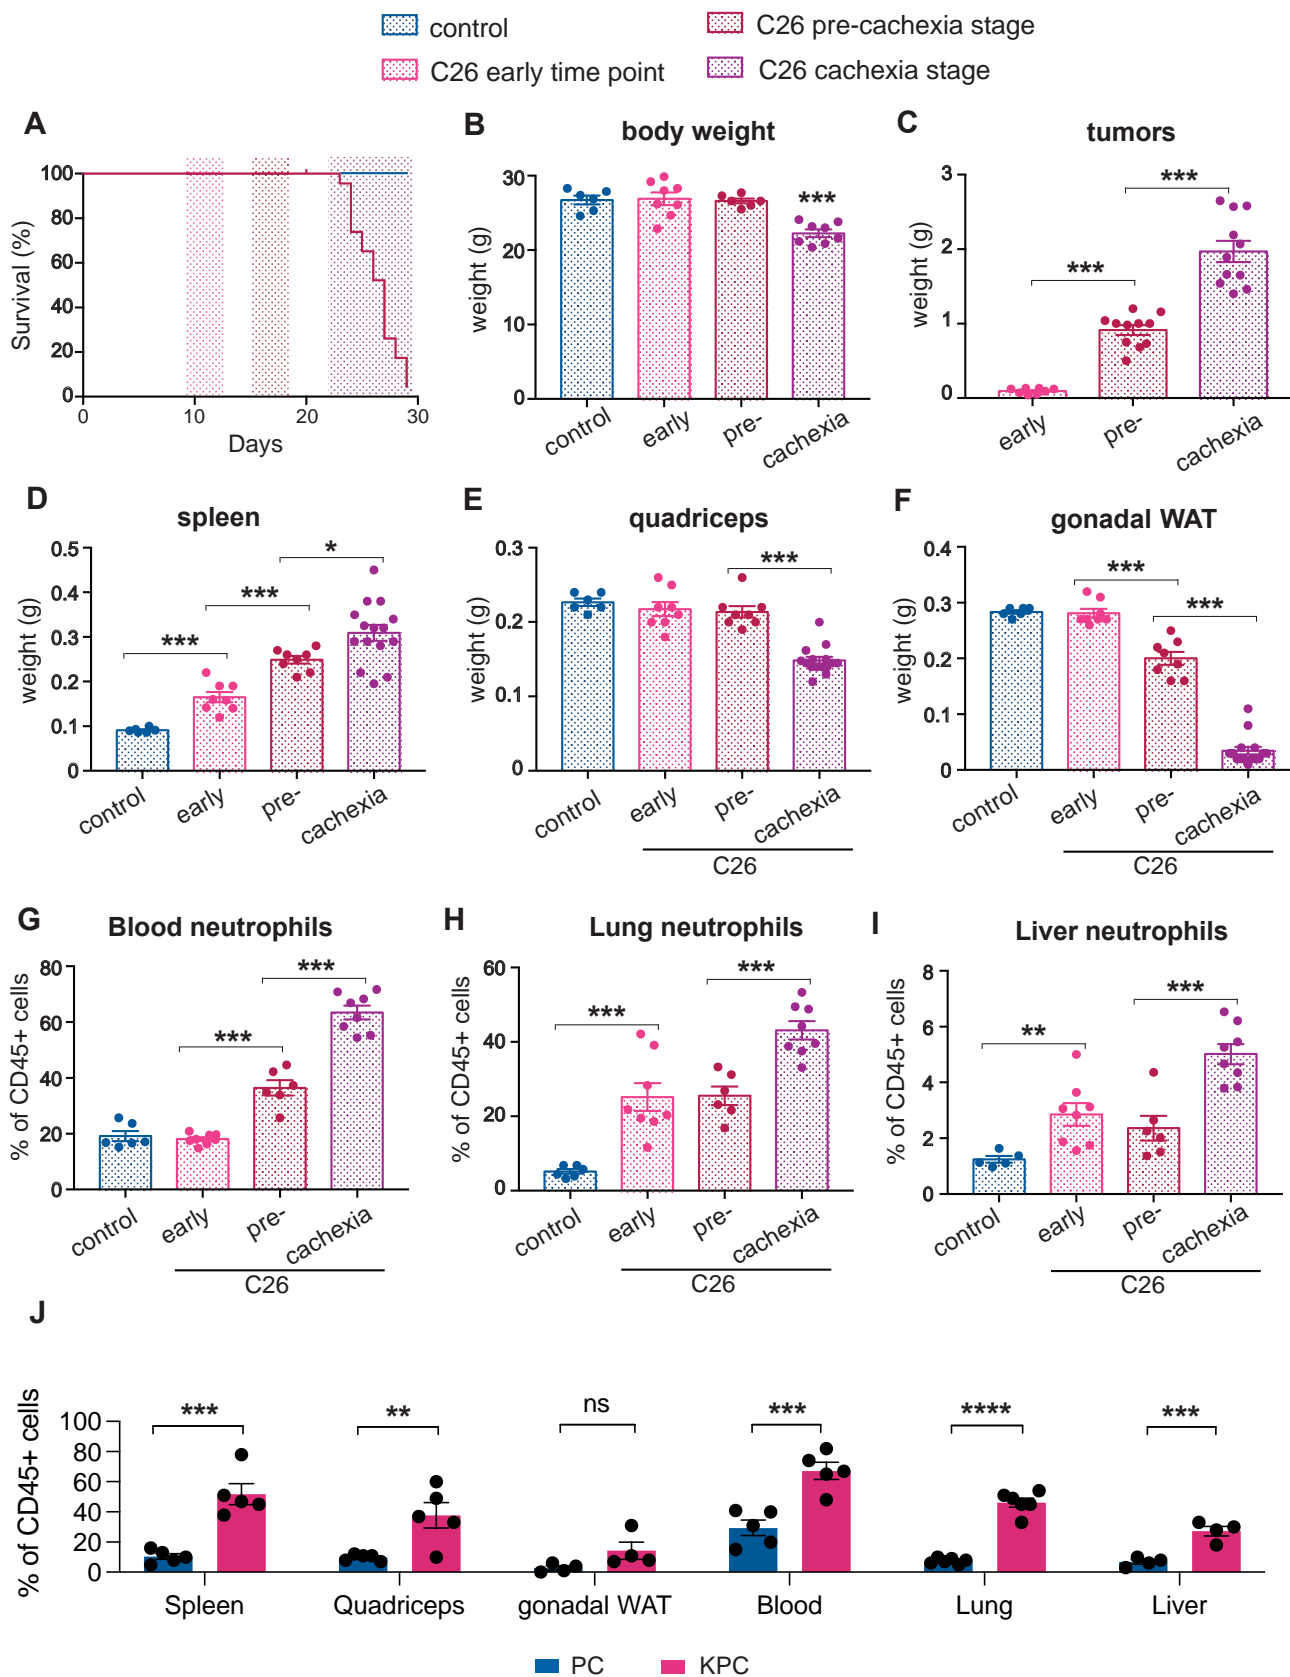 control
C26 pre-cachexia stage
C26 early time point
C26 cachexia stage
A
Survival (%)
100
80
60
40
20
0
0 10 20 30
Days
B
body weight
weight (g)
30
20
10
0
***
control early pre- cachexia
C
tumors
weight (g)
3
2
1
0
***
***
early pre- cachexia
D
spleen
weight (g)
0.5
0.4
0.3
0.2
0.1
0
***
***
*
control early pre- cachexia
E
quadriceps
weight (g)
0.3
0.2
0.1
0
***
control early pre- cachexia
C26
F
gonadal WAT
weight (g)
0.4
0.3
0.2
0.1
0
***
***
control early pre- cachexia
C26
G
Blood neutrophils
% of CD45+ cells
80
60
40
20
0
***
***
control early pre- cachexia
C26
H
Lung neutrophils
% of CD45+ cells
60
40
20
0
***
***
control early pre- cachexia
C26
I
Liver neutrophils
% of CD45+ cells
8
6
4
2
0
**
***
control early pre- cachexia
C26
J
% of CD45+ cells
100
80
60
40
20
0
*** ** ns *** **** ***
Spleen Quadriceps gonadal WAT Blood Lung Liver
PC KPC